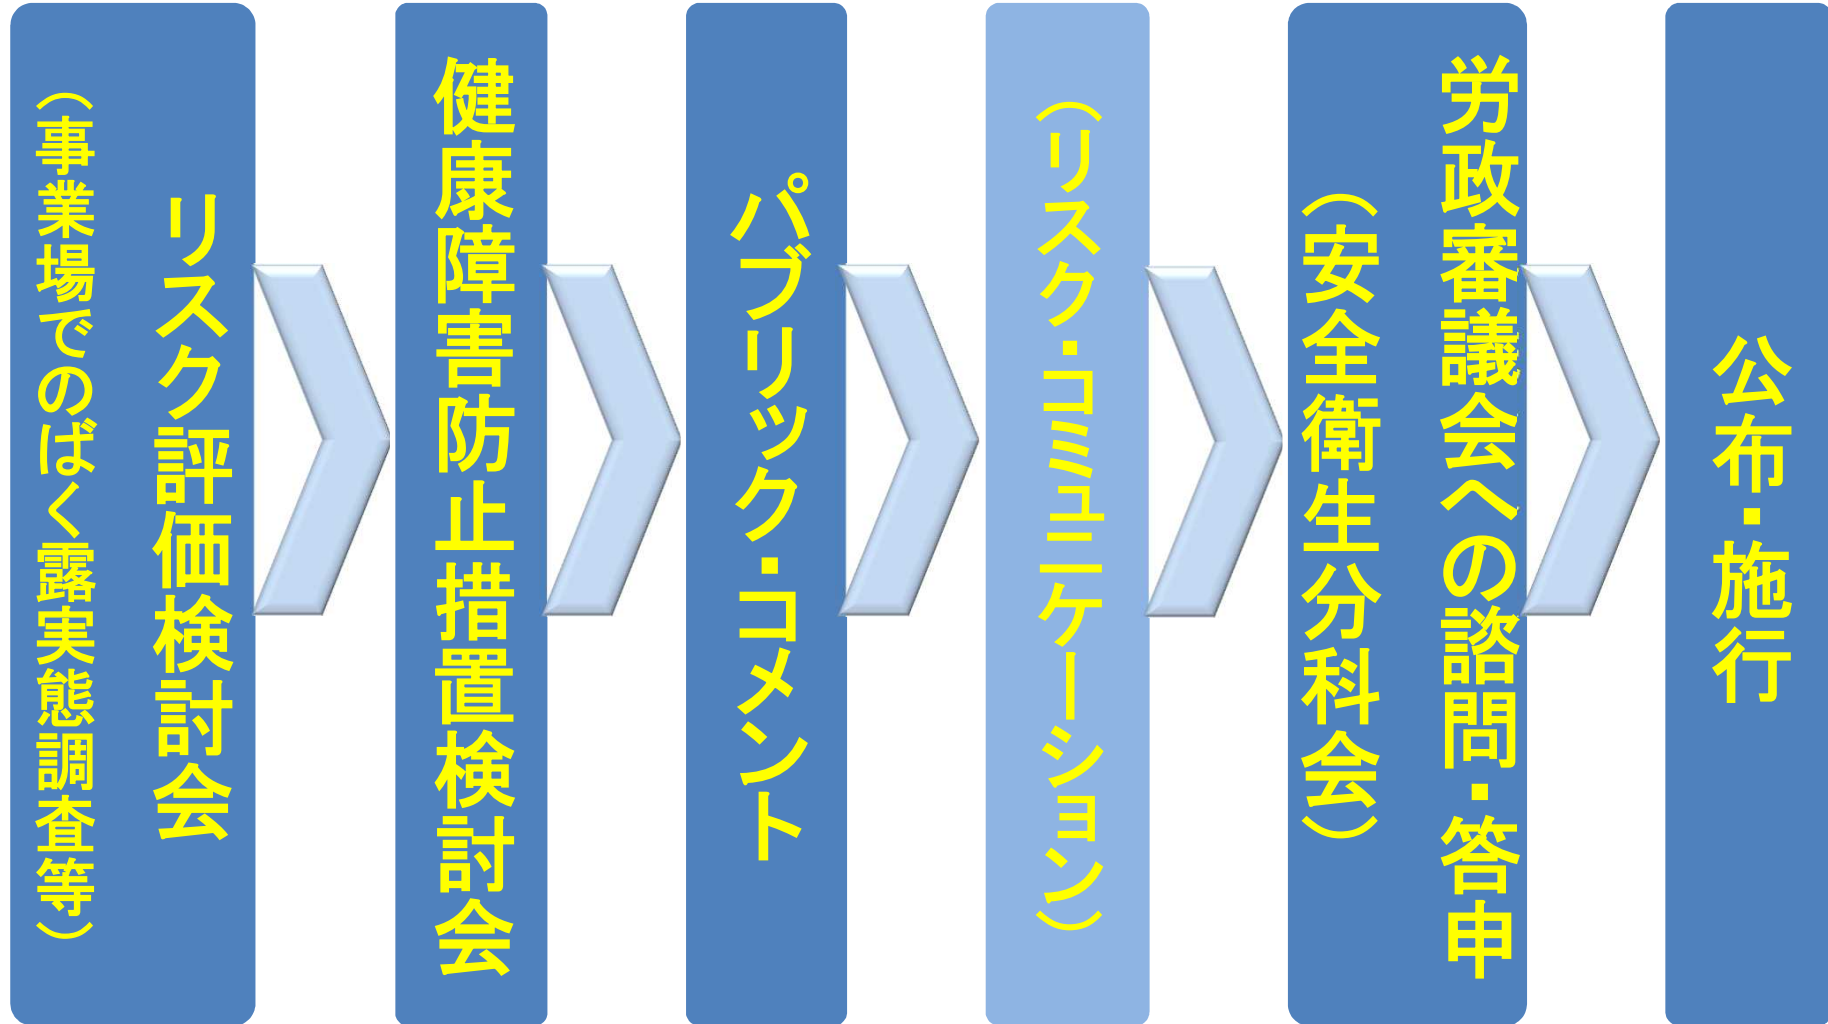 リスク評価検討会
(事業場でのばく露実態調査等)
健康障害防止措置検討会
パブリック・コメント
(リスク・コミュニケーション)
労政審議会への諮問・答申
(安全衛生分科会)
公布・施行